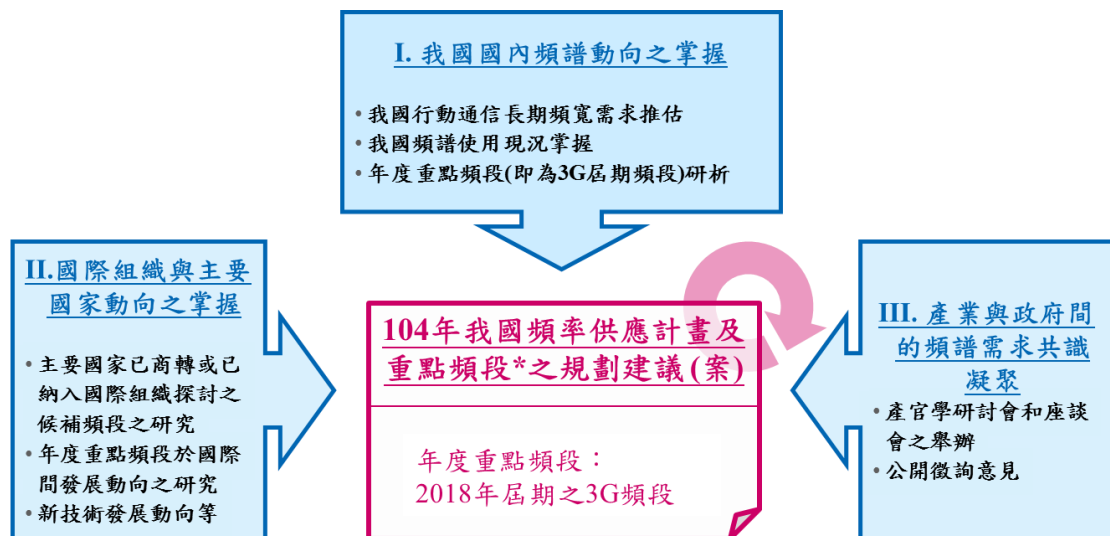 I. 我國國內頻譜動向之掌握
• 我國行動通信長期頻寬需求推估
• 我國頻譜使用現況掌握
• 年度重點頻段(即為3G屆期頻段)研析
II.國際組織與主要
國家動向之掌握
• 主要國家已商轉或已
納入國際組織探討之
候補頻段之研究
• 年度重點頻段於國際
間發展動向之研究
• 新技術發展動向等
104年我國頻率供應計畫及
重點頻段*之規劃建議(案)
年度重點頻段：
2018年屆期之3G頻段
III. 產業與政府間
的頻譜需求共識
凝聚
• 產官學研討會和座談
會之舉辦
• 公開徵詢意見